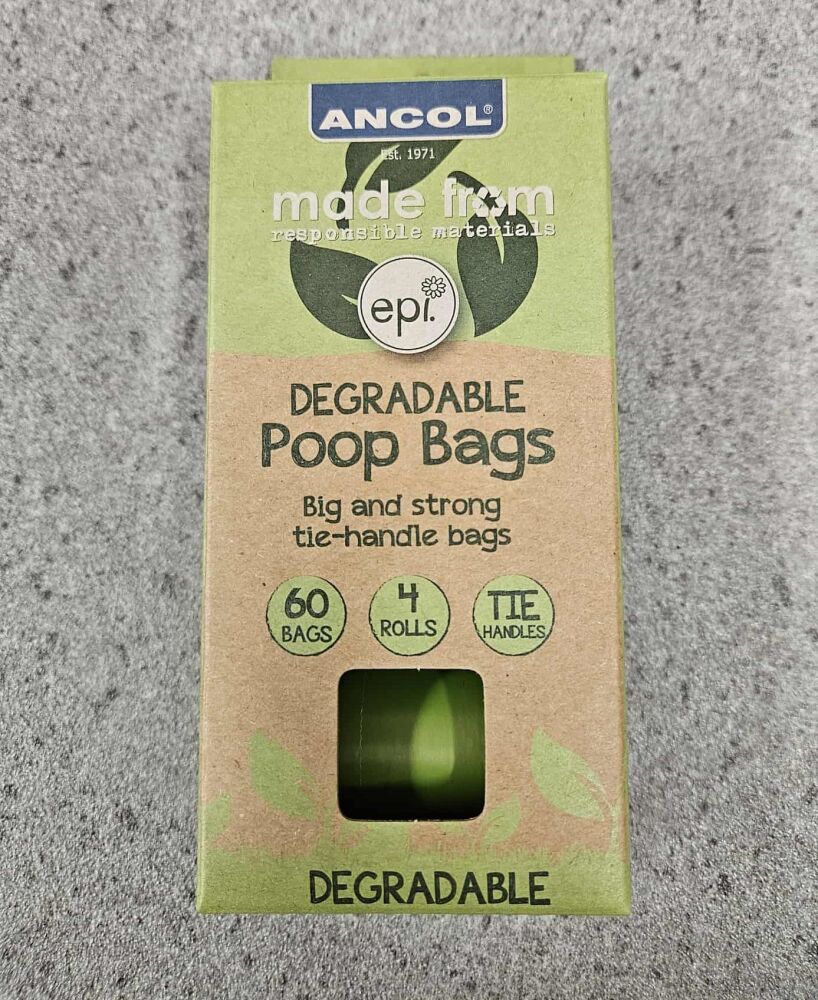 ANCOL®
Est. 1971
made from
responsible materials
epi.
DEGRADABLE
Poop Bags
Big and strong
tie-handle bags
60
BAGS
4
ROLLS
TIE
HANDLES
DEGRADABLE